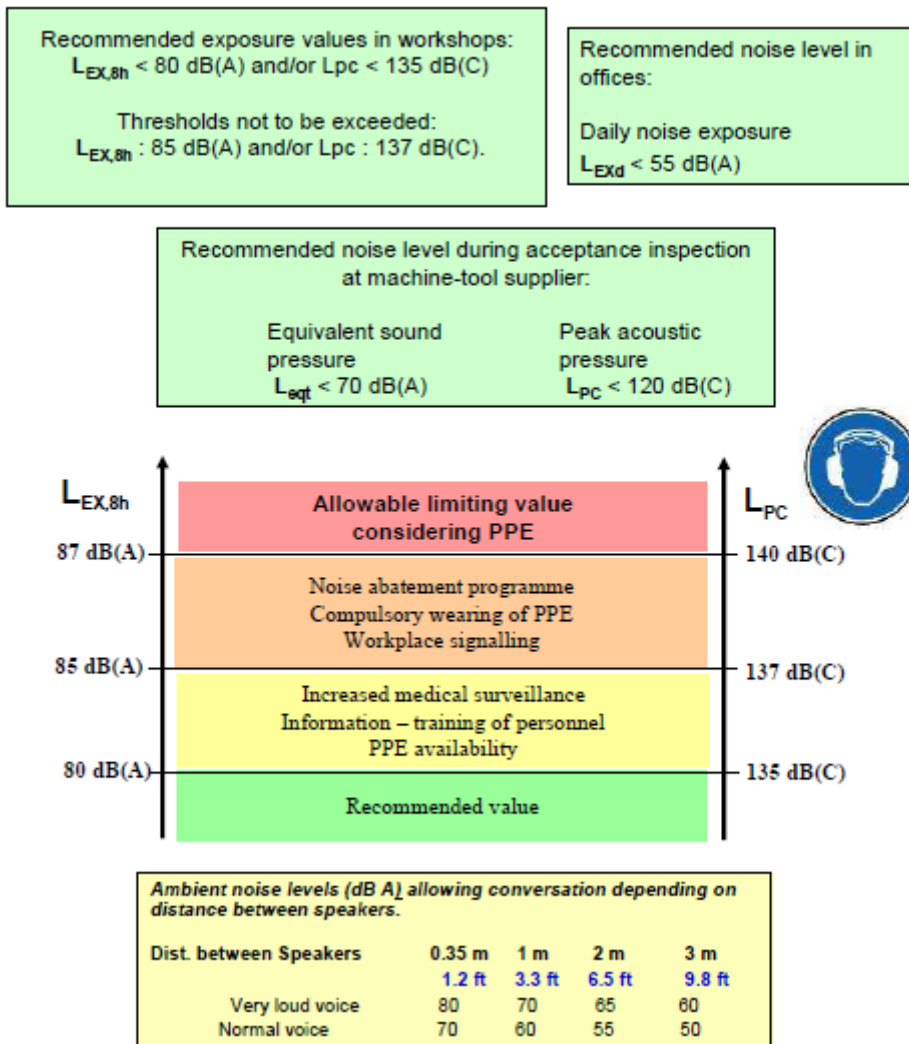 Recommended exposure values in workshops:
LEX,8h < 80 dB(A) and/or Lpc < 135 dB(C)
Thresholds not to be exceeded:
LEX,8h : 85 dB(A) and/or Lpc : 137 dB(C).
Recommended noise level in
offices:
Daily noise exposure
LEXd < 55 dB(A)
Recommended noise level during acceptance inspection
at machine-tool supplier:
Equivalent sound
pressure
Leqt < 70 dB(A)
Peak acoustic
pressure
LPC < 120 dB(C)
LEX,8h
LPC
Allowable limiting value
considering PPE
87 dB(A)
140 dB(C)
Noise abatement programme
Compulsory wearing of PPE
Workplace signalling
85 dB(A)
137 dB(C)
Increased medical surveillance
Information – training of personnel
PPE availability
80 dB(A)
135 dB(C)
Recommended value
Ambient noise levels (dB A) allowing conversation depending on
distance between speakers.
Dist. between Speakers 0.35 m 1 m 2 m 3 m
1.2 ft 3.3 ft 6.5 ft 9.8 ft
Very loud voice 80 70 65 60
Normal voice 70 60 55 50